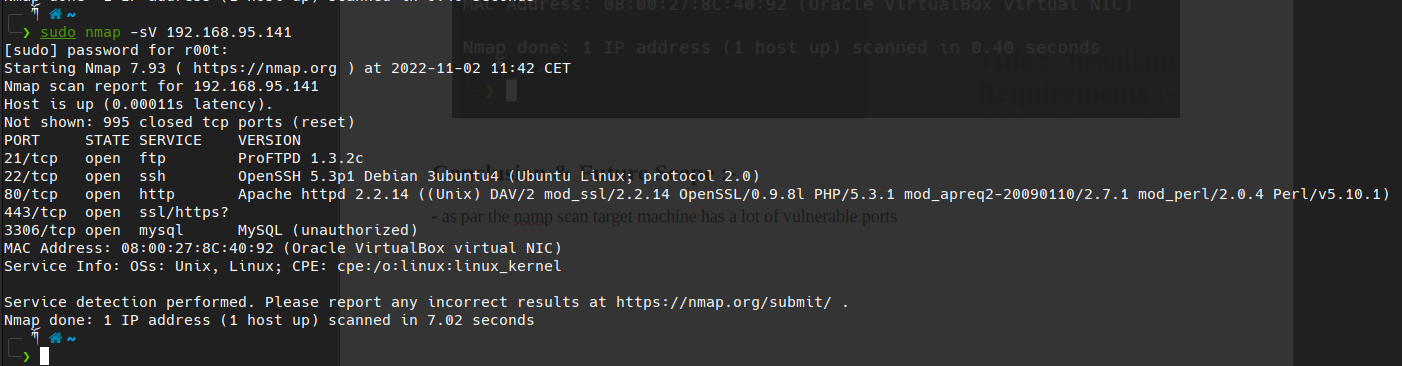 MAC Address: 08:00:27:8C:40:92 (Oracle VirtualBox virtual NIC)
~
❯ sudo nmap -sV 192.168.95.141
[sudo] password for r00t:
Nmap done: 1 IP address (1 host up) scanned in 0.40 seconds
Starting Nmap 7.93 ( https://nmap.org ) at 2022-11-02 11:42 CET
Nmap scan report for 192.168.95.141
Host is up (0.00011s latency).
Requirements
Not shown: 995 closed tcp ports (reset)
PORT     STATE SERVICE    VERSION
21/tcp   open  ftp        ProFTPD 1.3.2c
Conclusion & Future Scope
22/tcp   open  ssh        OpenSSH 5.3p1 Debian 3ubuntu4 (Ubuntu Linux; protocol 2.0)
80/tcp   open  http       Apache httpd 2.2.14 ((Unix) DAV/2 mod_ssl/2.2.14 OpenSSL/0.9.8l PHP/5.3.1 mod_apreq2-20090110/2.7.1 mod_perl/2.0.4 Perl/v5.10.1)
443/tcp  open  ssl/https?
- as par the namp scan target machine has a lot of vulnerable ports
3306/tcp open  mysql      MySQL (unauthorized)
MAC Address: 08:00:27:8C:40:92 (Oracle VirtualBox virtual NIC)
Service Info: OSs: Unix, Linux; CPE: cpe:/o:linux:linux_kernel
Service detection performed. Please report any incorrect results at https://nmap.org/submit/ .
Nmap done: 1 IP address (1 host up) scanned in 7.02 seconds
~
❯